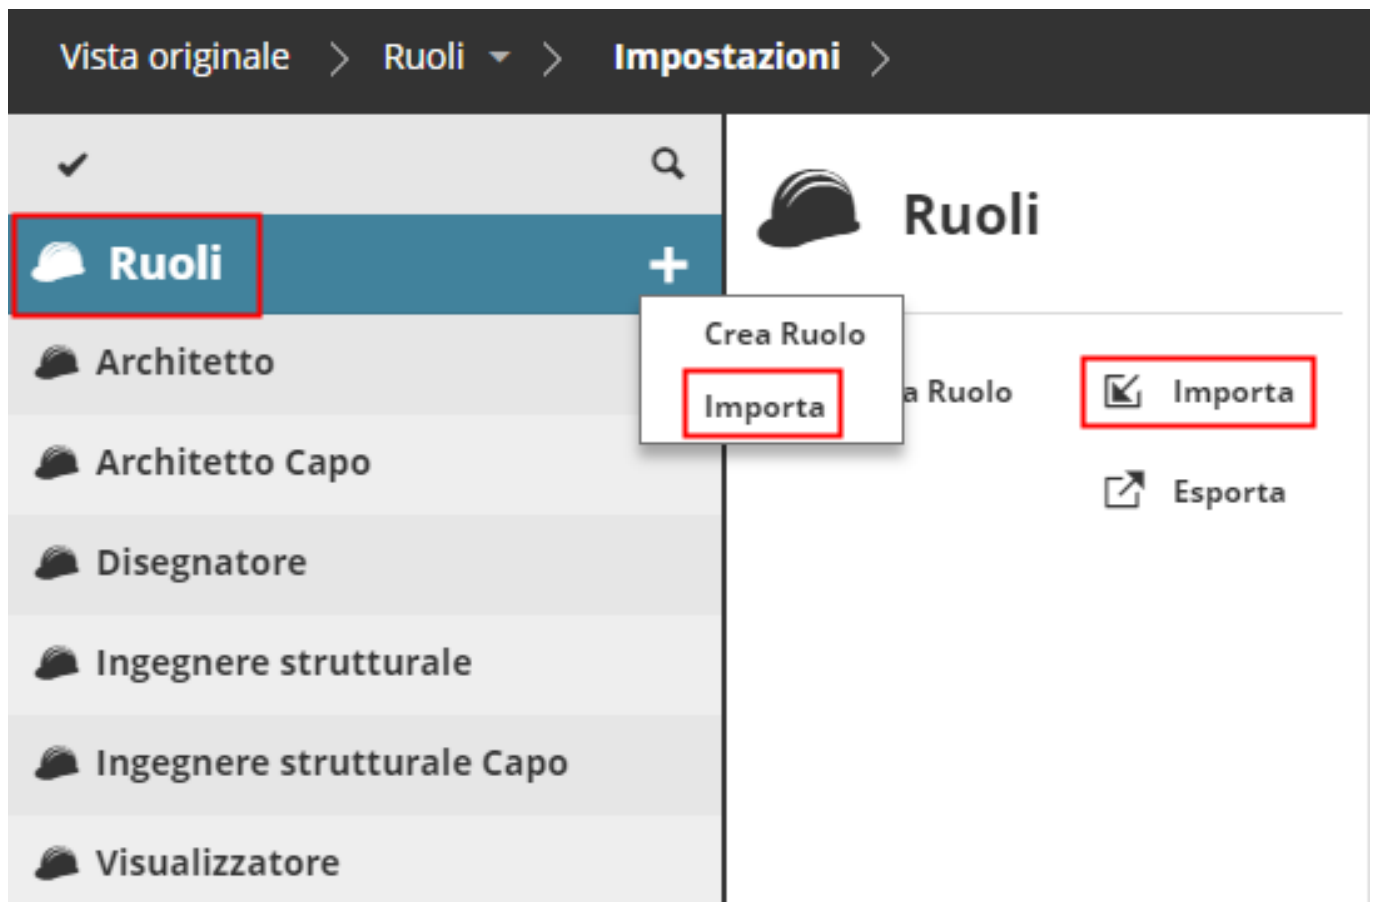 Vista originale
Ruoli
Impostazioni
Ruoli
Architetto
Architetto Capo
Disegnatore
Ingegnere strutturale
Ingegnere strutturale Capo
Visualizzatore
Crea Ruolo
Importa
Ruoli
a Ruolo
Importa
Esporta